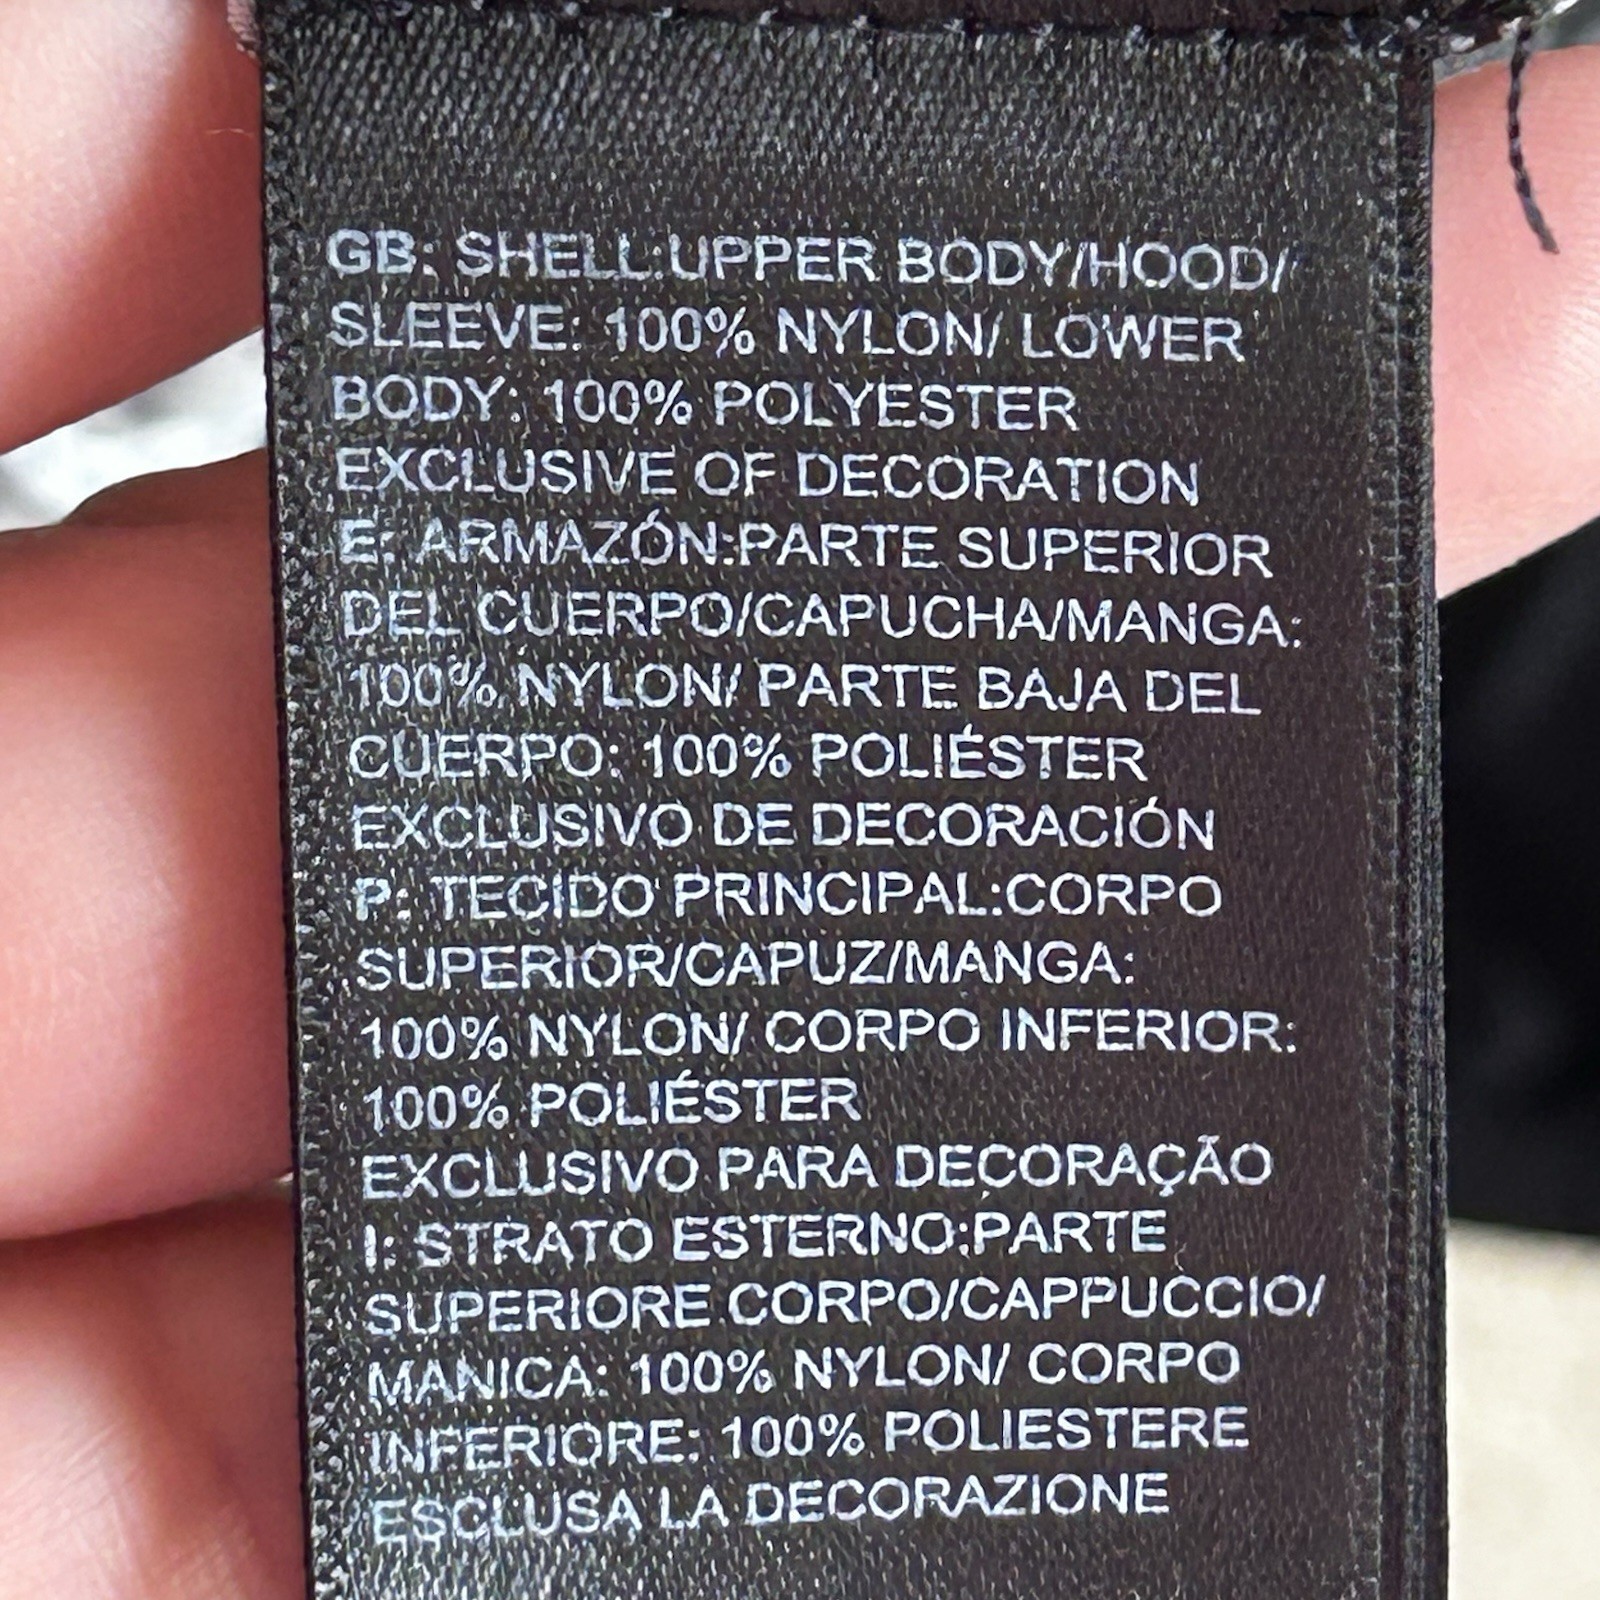 GB: SHELL:UPPER BODY/HOOD/
SLEEVE: 100% NYLON/ LOWER
BODY: 100% POLYESTER
EXCLUSIVE OF DECORATION
E: ARMAZÓN:PARTE SUPERIOR
DEL CUERPO/CAPUCHA/MANGA:
100% NYLON/ PARTE BAJA DEL
CUERPO: 100% POLIÉSTER
EXCLUSIVO DE DECORACIÓN
P: TECIDO PRINCIPAL:CORPO
SUPERIOR/CAPUZ/MANGA:
100% NYLON/ CORPO INFERIOR:
100% POLIÉSTER
EXCLUSIVO PARA DECORAÇÃO
I: STRATO ESTERNO:PARTE
SUPERIORE CORPO/CAPPUCCIO/
MANICA: 100% NYLON/ CORPO
INFERIORE: 100% POLIESTERE
ESCLUSA LA DECORAZIONE